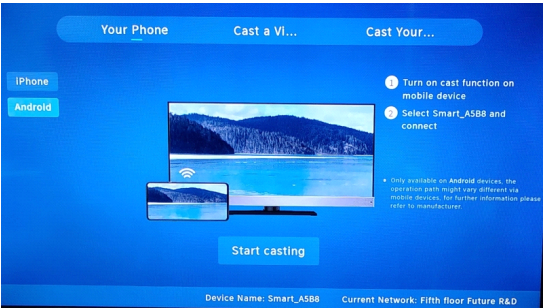 Your Phone
Cast a Vi...
Cast Your...
iPhone
Android
1 Turn on cast function on
mobile device
2 Select Smart_A5B8 and
connect
• Only available on Android devices, the
operation path might vary different via
mobile devices, for further information please
refer to manufacturer.
Start casting
Device Name: Smart_A5B8
Current Network: Fifth floor Future R&D